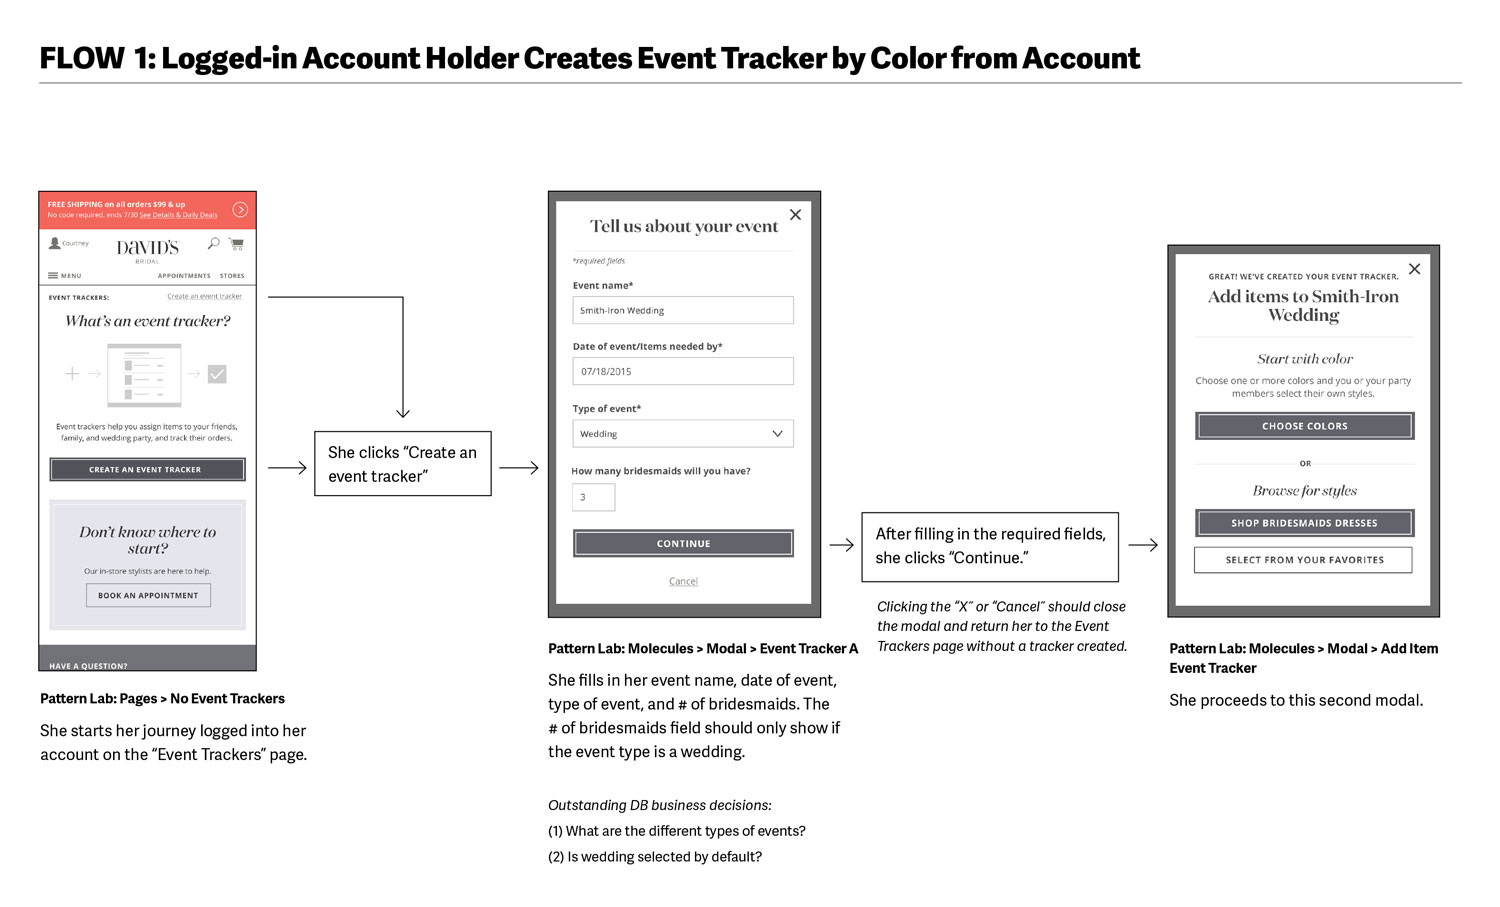 FLOW 1: Logged-in Account Holder Creates Event Tracker by Color from Account
FREE SHIPPING on all orders $99 & up
No code required, ends 7/30 See Details & Daily Deals
Courtney
DAVID'S
BRIDAL
MENU
APPOINTMENTS STORES
EVENT TRACKERS:
Create an event tracker
What's an event tracker?
Event trackers help you assign items to your friends,
family, and wedding party, and track their orders.
CREATE AN EVENT TRACKER
Don't know where to
start?
Our in-store stylists are here to help.
BOOK AN APPOINTMENT
HAVE A QUESTION?
Pattern Lab: Pages > No Event Trackers
She starts her journey logged into her
account on the “Event Trackers” page.
She clicks “Create an
event tracker”
Tell us about your event
*required fields
Event name*
Smith-Iron Wedding
Date of event/Items needed by*
07/18/2015
Type of event*
Wedding
How many bridesmaids will you have?
3
CONTINUE
Cancel
Pattern Lab: Molecules > Modal > Event Tracker A
She fills in her event name, date of event,
type of event, and # of bridesmaids. The
# of bridesmaids field should only show if
the event type is a wedding.
Outstanding DB business decisions:
(1) What are the different types of events?
(2) Is wedding selected by default?
After filling in the required fields,
she clicks “Continue.”
Clicking the “X” or “Cancel” should close
the modal and return her to the Event
Trackers page without a tracker created.
GREAT! WE'VE CREATED YOUR EVENT TRACKER.
Add items to Smith-Iron
Wedding
Start with color
Choose one or more colors and you or your party
members select their own styles.
CHOOSE COLORS
OR
Browse for styles
SHOP BRIDESMAIDS DRESSES
SELECT FROM YOUR FAVORITES
Pattern Lab: Molecules > Modal > Add Item
Event Tracker
She proceeds to this second modal.